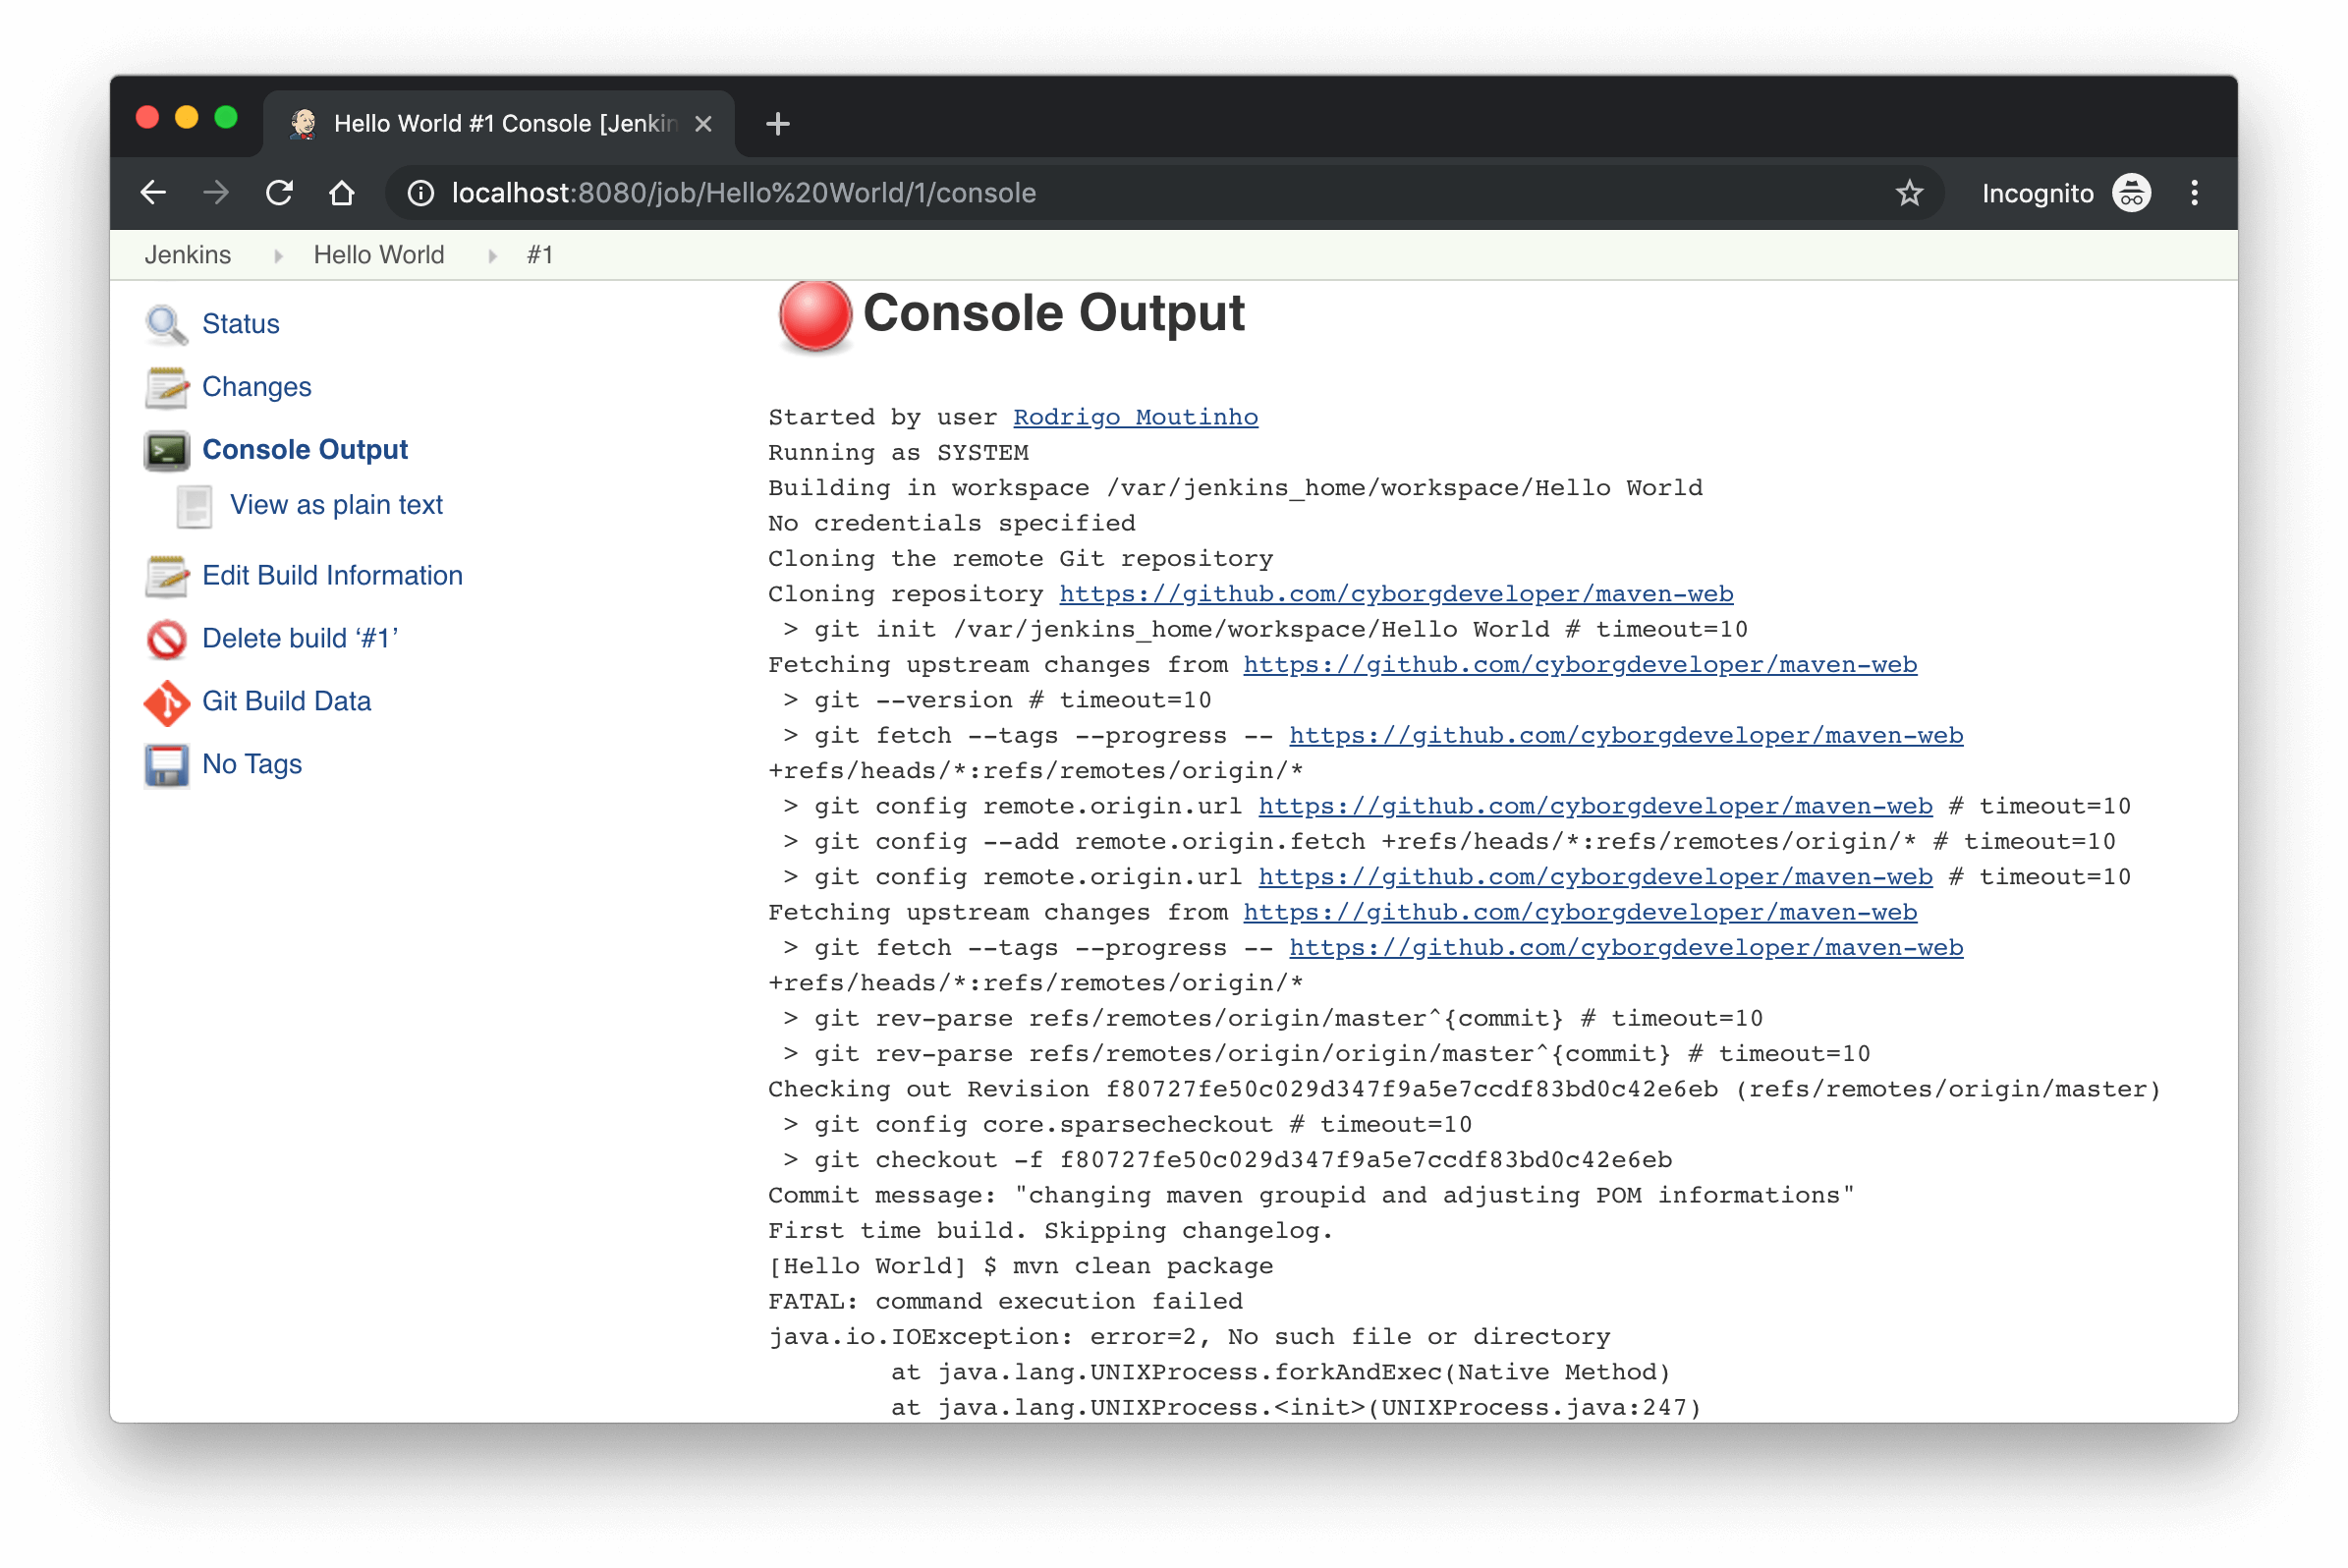 Hello World #1 Console [Jenkin
localhost:8080/job/Hello%20World/1/console
Incognito
Jenkins Hello World #1
Status
Changes
Console Output
View as plain text
Edit Build Information
Delete build ‘#1’
Git Build Data
No Tags
Console Output
Started by user Rodrigo Moutinho
Running as SYSTEM
Building in workspace /var/jenkins_home/workspace/Hello World
No credentials specified
Cloning the remote Git repository
Cloning repository https://github.com/cyborgdeveloper/maven-web
> git init /var/jenkins_home/workspace/Hello World # timeout=10
Fetching upstream changes from https://github.com/cyborgdeveloper/maven-web
> git --version # timeout=10
> git fetch --tags --progress -- https://github.com/cyborgdeveloper/maven-web
+refs/heads/*:refs/remotes/origin/*
> git config remote.origin.url https://github.com/cyborgdeveloper/maven-web # timeout=10
> git config --add remote.origin.fetch +refs/heads/*:refs/remotes/origin/* # timeout=10
> git config remote.origin.url https://github.com/cyborgdeveloper/maven-web # timeout=10
Fetching upstream changes from https://github.com/cyborgdeveloper/maven-web
> git fetch --tags --progress -- https://github.com/cyborgdeveloper/maven-web
+refs/heads/*:refs/remotes/origin/*
> git rev-parse refs/remotes/origin/master^{commit} # timeout=10
> git rev-parse refs/remotes/origin/origin/master^{commit} # timeout=10
Checking out Revision f80727fe50c029d347f9a5e7ccdf83bd0c42e6eb (refs/remotes/origin/master)
> git config core.sparsecheckout # timeout=10
> git checkout -f f80727fe50c029d347f9a5e7ccdf83bd0c42e6eb
Commit message: "changing maven groupid and adjusting POM informations"
First time build. Skipping changelog.
[Hello World] $ mvn clean package
FATAL: command execution failed
java.io.IOException: error=2, No such file or directory
at java.lang.UNIXProcess.forkAndExec(Native Method)
at java.lang.UNIXProcess.<init>(UNIXProcess.java:247)